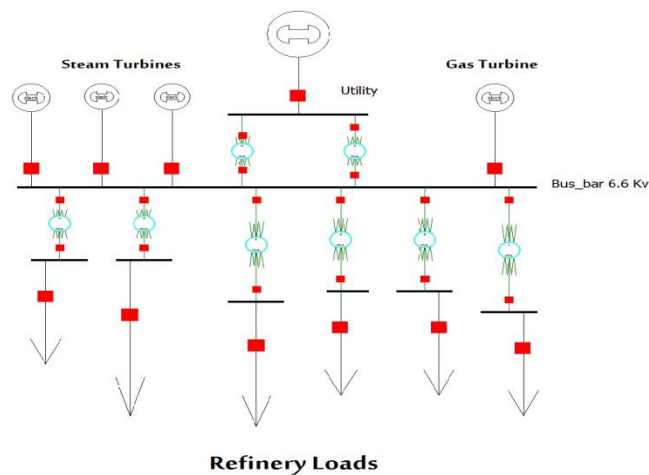 Steam Turbines
Gas Turbine
Utility
Bus_bar 6.6 Kv
Refinery Loads